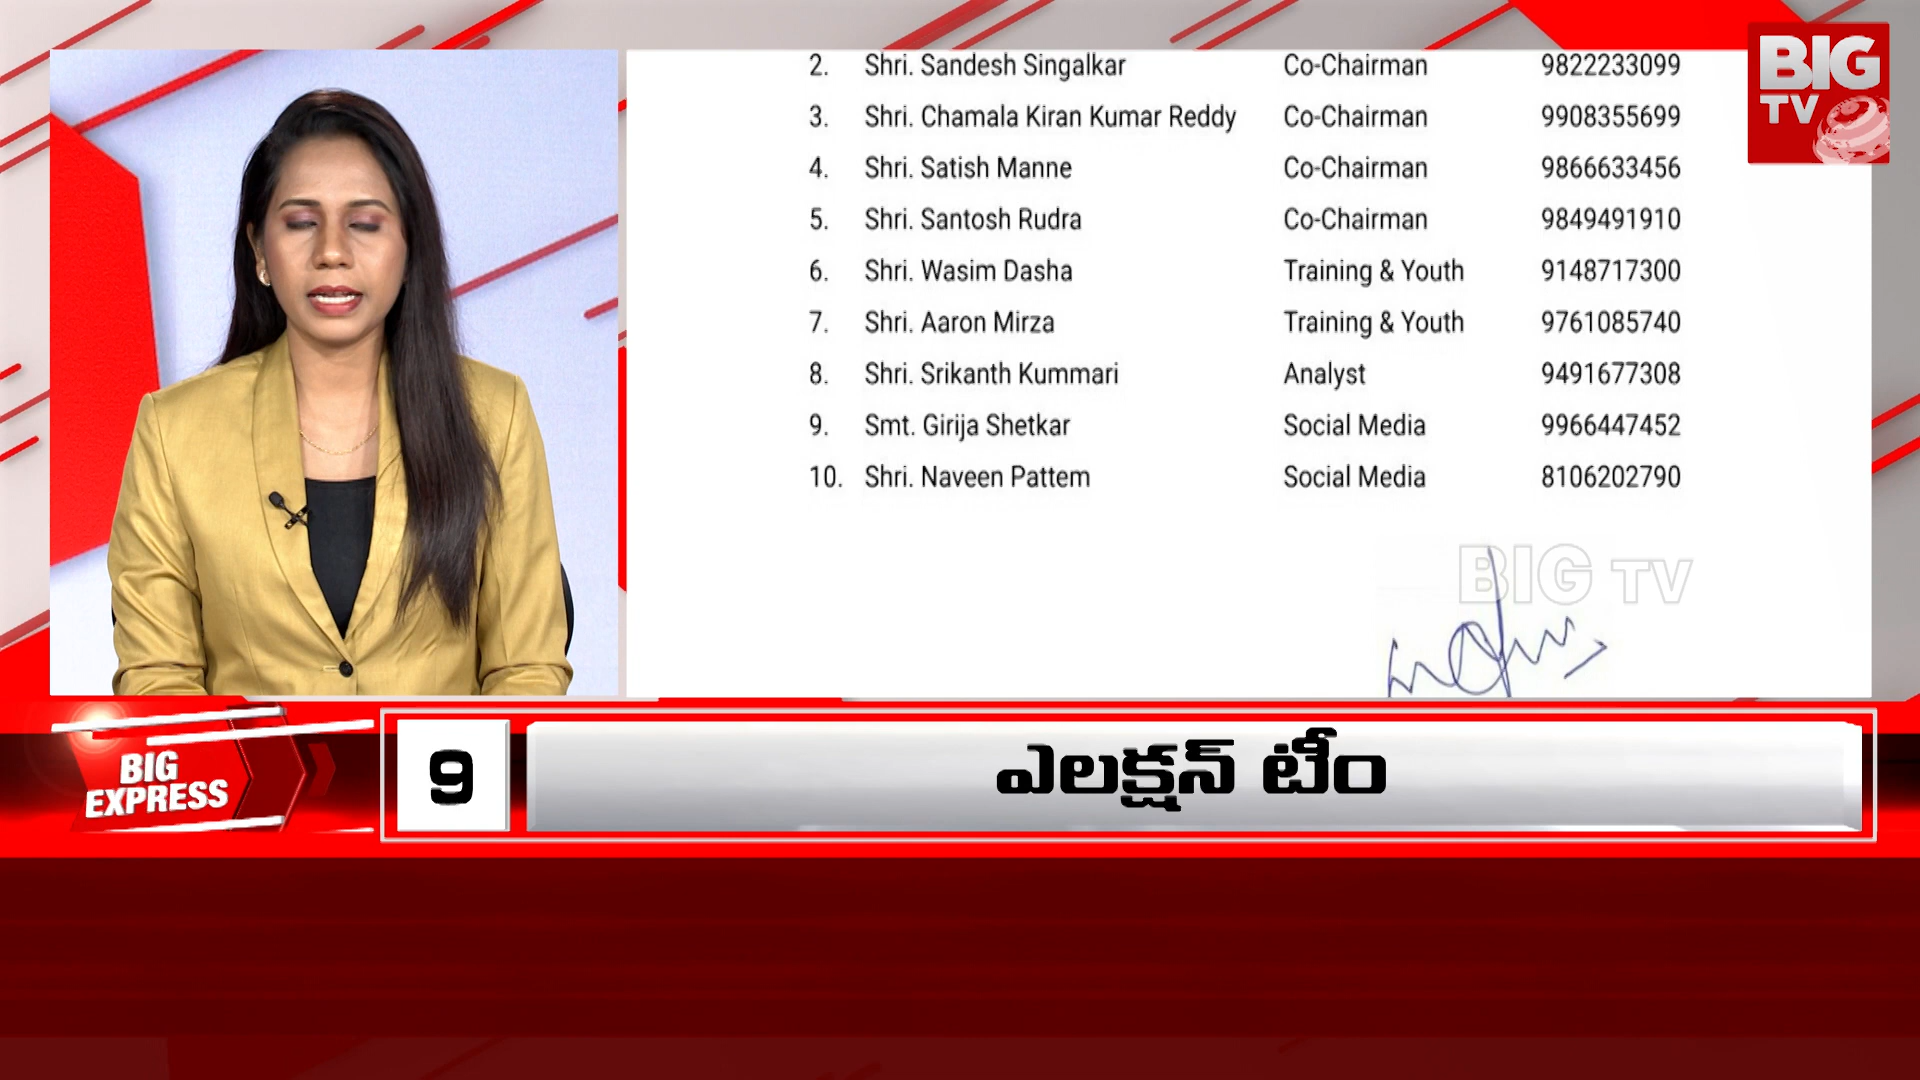 2. Shri. Sandesh Singalkar Co-Chairman 9822233099
3. Shri. Chamala Kiran Kumar Reddy Co-Chairman 9908355699
4. Shri. Satish Manne Co-Chairman 9866633456
5. Shri. Santosh Rudra Co-Chairman 9849491910
6. Shri. Wasim Dasha Training & Youth 9148717300
7. Shri. Aaron Mirza Training & Youth 9761085740
8. Shri. Srikanth Kummari Analyst 9491677308
9. Smt. Girija Shetkar Social Media 9966447452
10. Shri. Naveen Pattem Social Media 8106202790
BIG
TV
BIG TV
BIG
EXPRESS
9
ఎలక్షన్ టీం